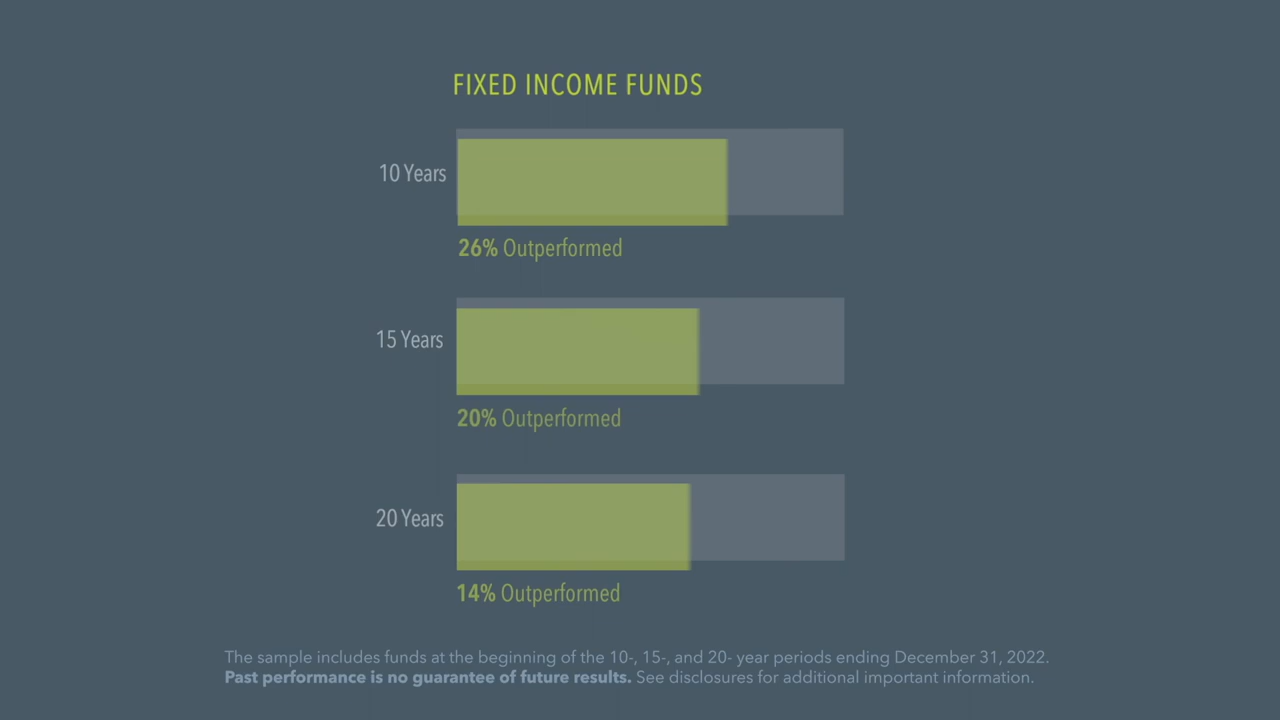 FIXED INCOME FUNDS
10 Years
26% Outperformed
15 Years
20% Outperformed
20 Years
14% Outperformed
The sample includes funds at the beginning of the 10-, 15-, and 20- year periods ending December 31, 2022.
Past performance is no guarantee of future results. See disclosures for additional important information.